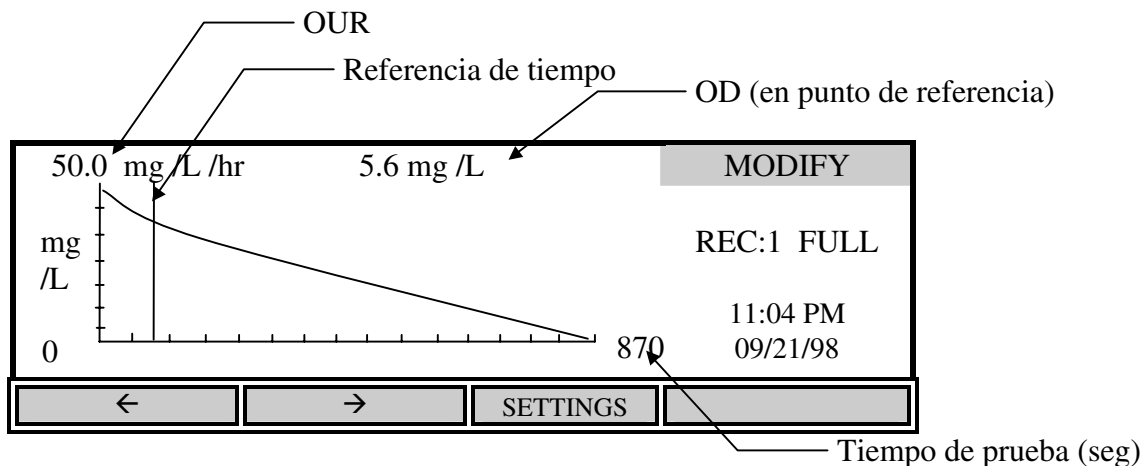 OUR
Referencia de tiempo
OD (en punto de referencia)
50.0 mg /L /hr 5.6 mg /L MODIFY
mg
/L
REC:1 FULL
11:04 PM
0 870 09/21/98
← → SETTINGS
Tiempo de prueba (seg)